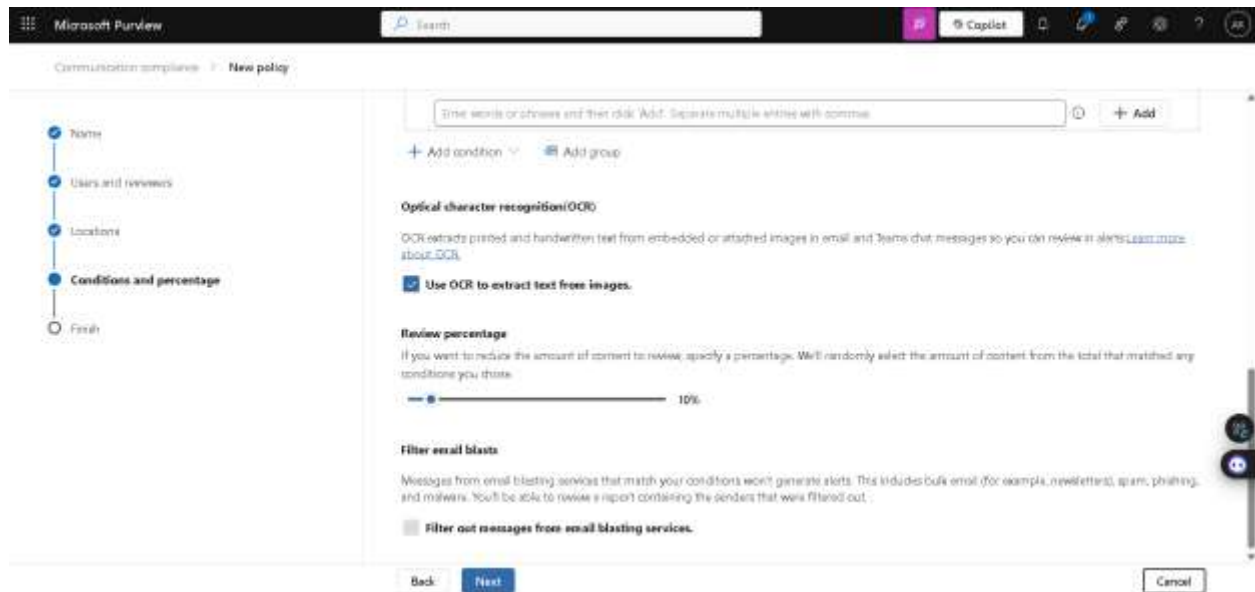 Microsoft Purview
Search
Copilot
?
AK
Communication compliance > New policy
Name
Users and reviewers
Locations
Conditions and percentage
Finish
Enter words or phrases and then click 'Add'. Separate multiple entries with commas.
+ Add
+ Add condition
Add group
Optical character recognition(OCR)
OCR extracts printed and handwritten text from embedded or attached images in email and Teams chat messages so you can review in alerts.Learn more
about OCR.
Use OCR to extract text from images.
Review percentage
If you want to reduce the amount of content to review, specify a percentage. We'll randomly select the amount of content from the total that matched any
conditions you chose.
10%
Filter email blasts
Messages from email blasting services that match your conditions won't generate alerts. This includes bulk email (for example, newsletters), spam, phishing,
and malware. You'll be able to review a report containing the senders that were filtered out.
Filter out messages from email blasting services.
Back
Next
Cancel